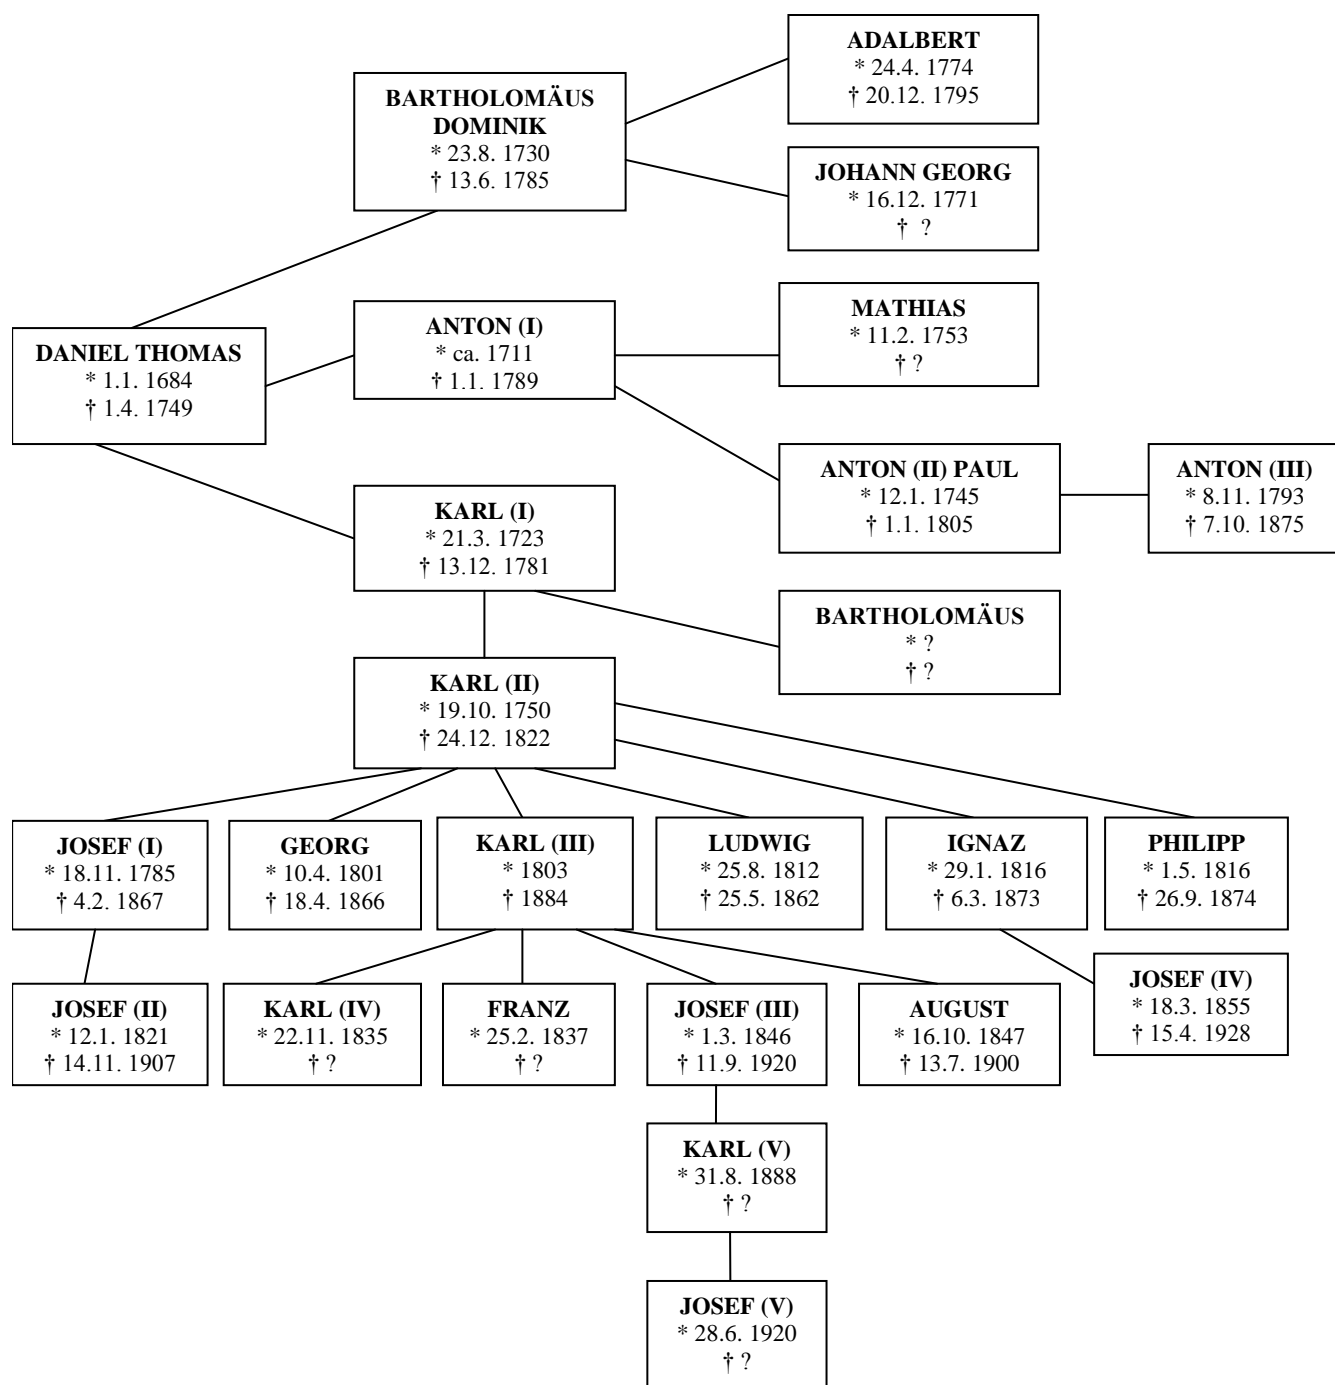 ADALBERT
* 24.4. 1774
† 20.12. 1795
BARTHOLOMÄUS
DOMINIK
* 23.8. 1730
† 13.6. 1785
JOHANN GEORG
* 16.12. 1771
† ?
MATHIAS
* 11.2. 1753
† ?
ANTON (I)
* ca. 1711
† 1.1. 1789
DANIEL THOMAS
* 1.1. 1684
† 1.4. 1749
ANTON (II) PAUL
* 12.1. 1745
† 1.1. 1805
ANTON (III)
* 8.11. 1793
† 7.10. 1875
KARL (I)
* 21.3. 1723
† 13.12. 1781
BARTHOLOMÄUS
* ?
† ?
KARL (II)
* 19.10. 1750
† 24.12. 1822
JOSEF (I)
* 18.11. 1785
† 4.2. 1867
GEORG
* 10.4. 1801
† 18.4. 1866
KARL (III)
* 1803
† 1884
LUDWIG
* 25.8. 1812
† 25.5. 1862
IGNAZ
* 29.1. 1816
† 6.3. 1873
PHILIPP
* 1.5. 1816
† 26.9. 1874
JOSEF (II)
* 12.1. 1821
† 14.11. 1907
KARL (IV)
* 22.11. 1835
† ?
FRANZ
* 25.2. 1837
† ?
JOSEF (III)
* 1.3. 1846
† 11.9. 1920
AUGUST
* 16.10. 1847
† 13.7. 1900
JOSEF (IV)
* 18.3. 1855
† 15.4. 1928
KARL (V)
* 31.8. 1888
† ?
JOSEF (V)
* 28.6. 1920
† ?